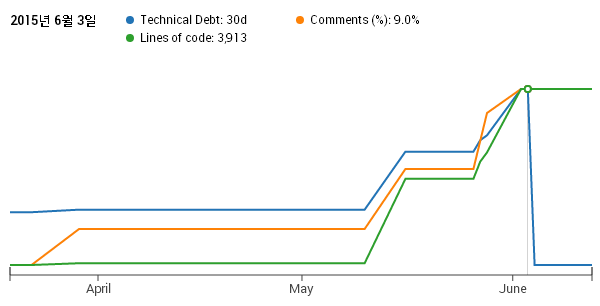 2015년 6월 3일
Technical Debt: 30d
Comments (%): 9.0%
Lines of code: 3,913
April
May
June